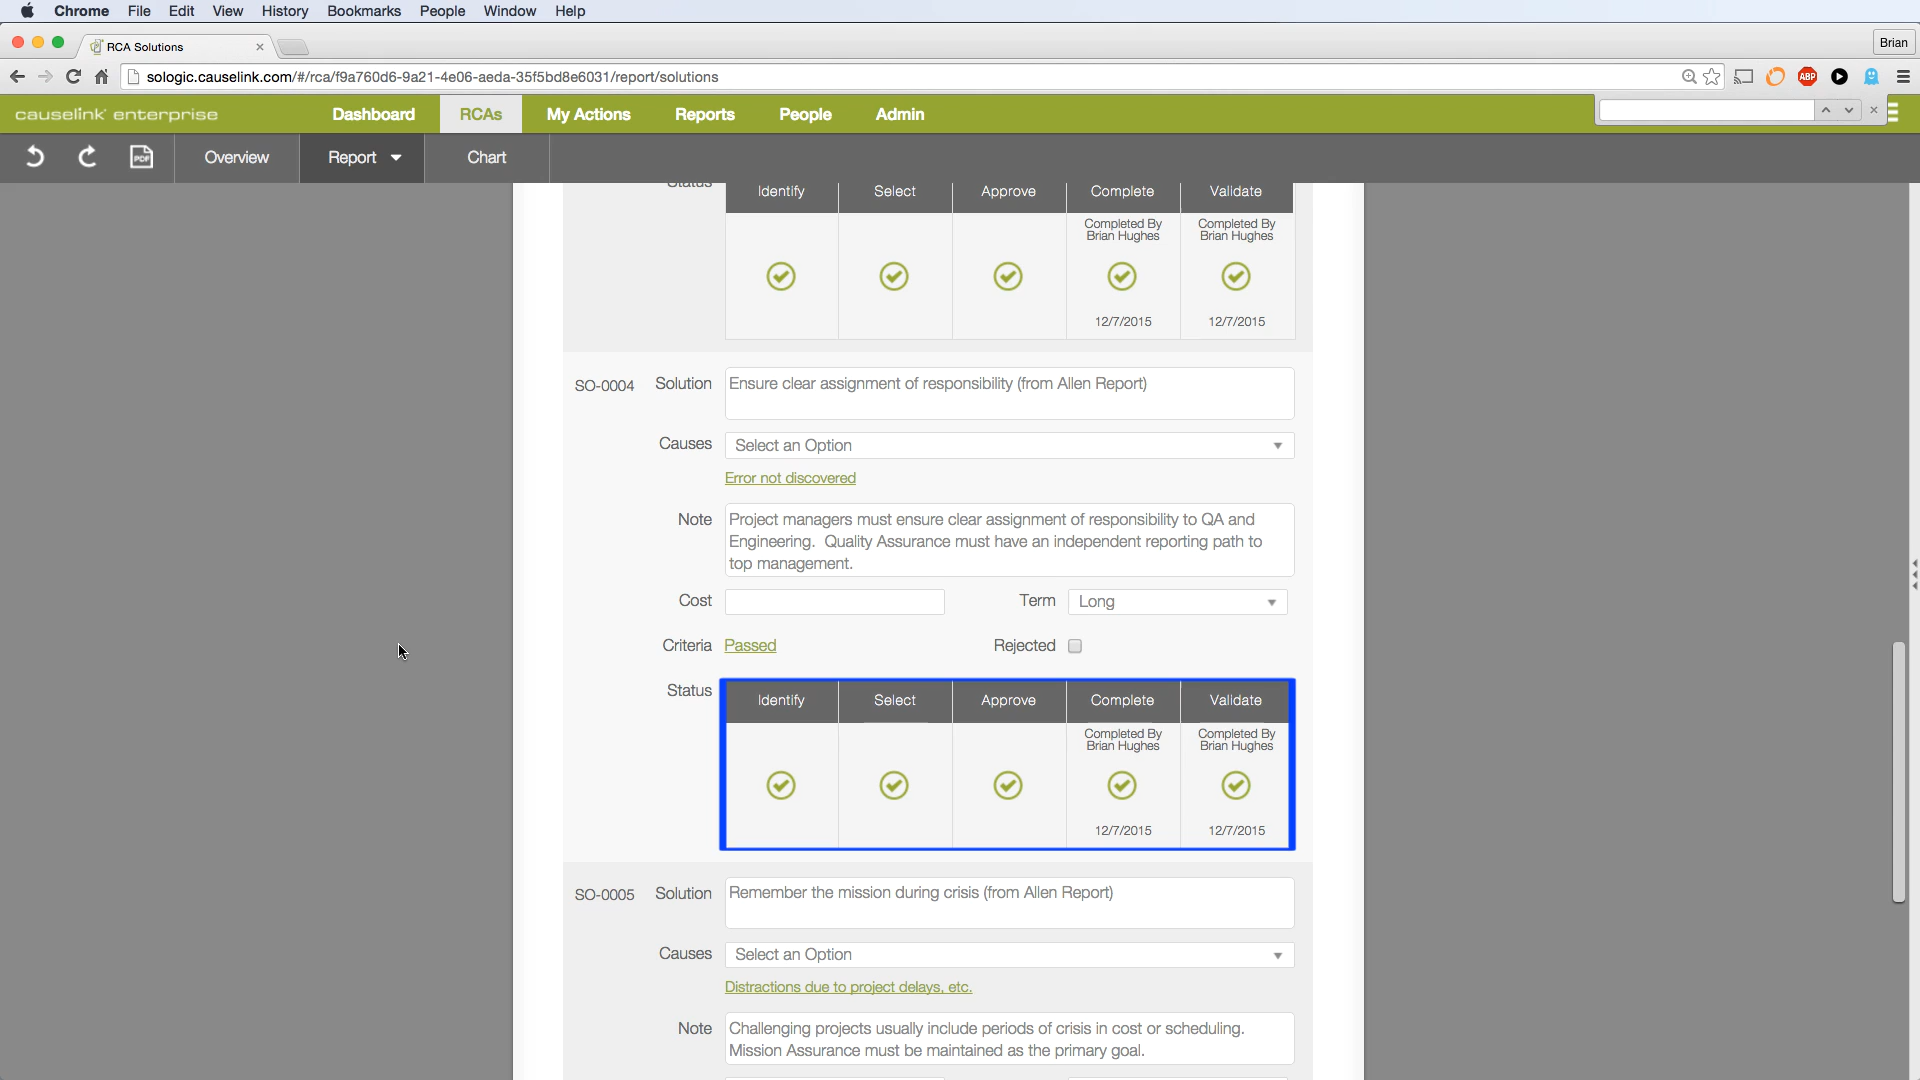 Chrome File Edit View History Bookmarks People Window Help
RCA Solutions
Brian
sologic.causelink.com/#/rca/f9a760d6-9a21-4e06-aeda-35f5bd8e6031/report/solutions
ABP
causelink enterprise Dashboard RCAs My Actions Reports People Admin
PDF Overview Report Chart
Status Identify Select Approve Complete Validate
Completed By Completed By
Brian Hughes Brian Hughes
12/7/2015 12/7/2015
SO-0004 Solution Ensure clear assignment of responsibility (from Allen Report)
Causes Select an Option
Error not discovered
Note Project managers must ensure clear assignment of responsibility to QA and
Engineering. Quality Assurance must have an independent reporting path to
top management.
Cost Term Long
Criteria Passed Rejected
Status Identify Select Approve Complete Validate
Completed By Completed By
Brian Hughes Brian Hughes
12/7/2015 12/7/2015
SO-0005 Solution Remember the mission during crisis (from Allen Report)
Causes Select an Option
Distractions due to project delays, etc.
Note Challenging projects usually include periods of crisis in cost or scheduling.
Mission Assurance must be maintained as the primary goal.